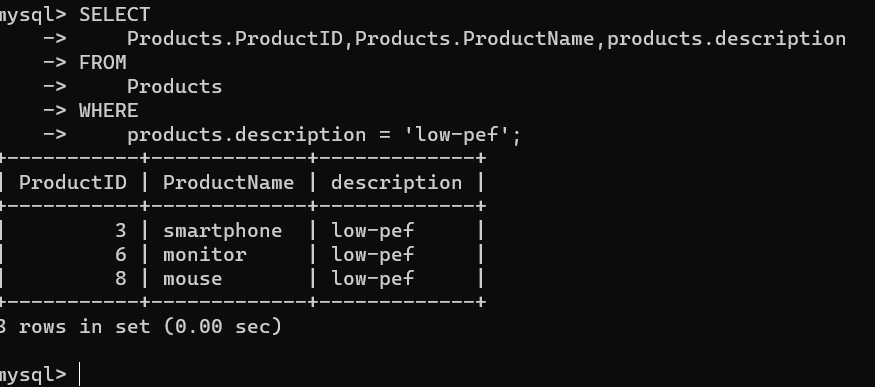 mysql> SELECT
    ->     Products.ProductID,Products.ProductName,products.description
    -> FROM
    ->     Products
    -> WHERE
    ->     products.description = 'low-pef';
+-----------+-------------+-------------+
| ProductID | ProductName | description |
+-----------+-------------+-------------+
|         3 | smartphone  | low-pef     |
|         6 | monitor     | low-pef     |
|         8 | mouse       | low-pef     |
+-----------+-------------+-------------+
3 rows in set (0.00 sec)
mysql>